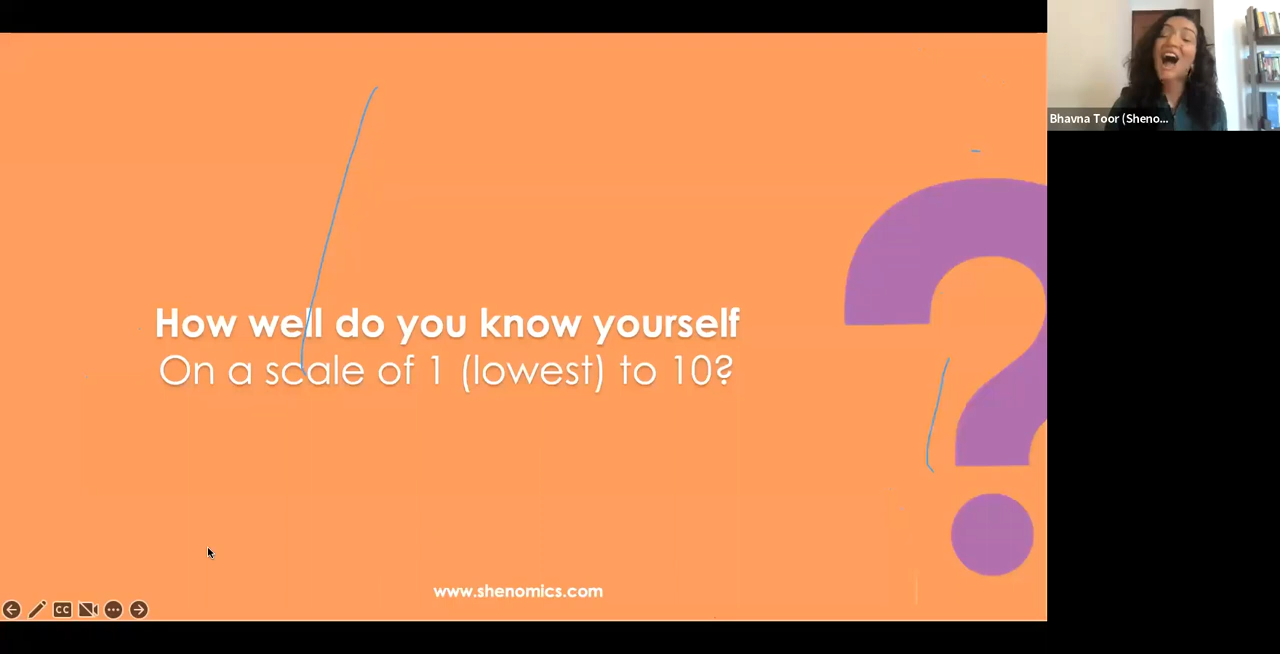 Bhavna Toor (Sheno...
How well do you know yourself
On a scale of 1 (lowest) to 10?
www.shenomics.com
CC